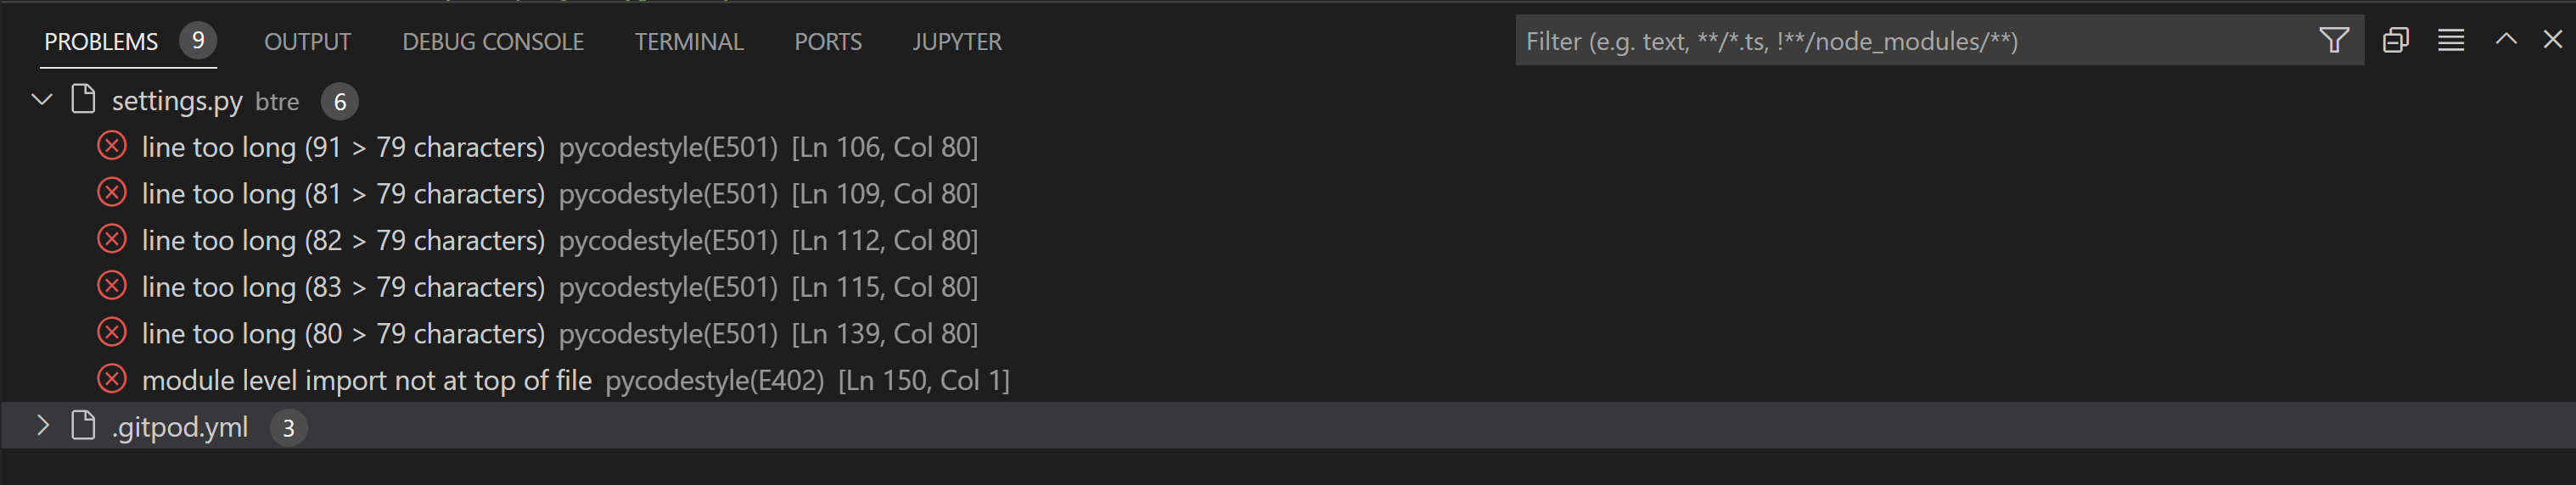 PROBLEMS 9 OUTPUT DEBUG CONSOLE TERMINAL PORTS JUPYTER Filter (e.g. text, **/*.ts, !**/node_modules/**)
settings.py btre 6
line too long (91 > 79 characters) pycodestyle(E501) [Ln 106, Col 80]
line too long (81 > 79 characters) pycodestyle(E501) [Ln 109, Col 80]
line too long (82 > 79 characters) pycodestyle(E501) [Ln 112, Col 80]
line too long (83 > 79 characters) pycodestyle(E501) [Ln 115, Col 80]
line too long (80 > 79 characters) pycodestyle(E501) [Ln 139, Col 80]
module level import not at top of file pycodestyle(E402) [Ln 150, Col 1]
.gitpod.yml 3